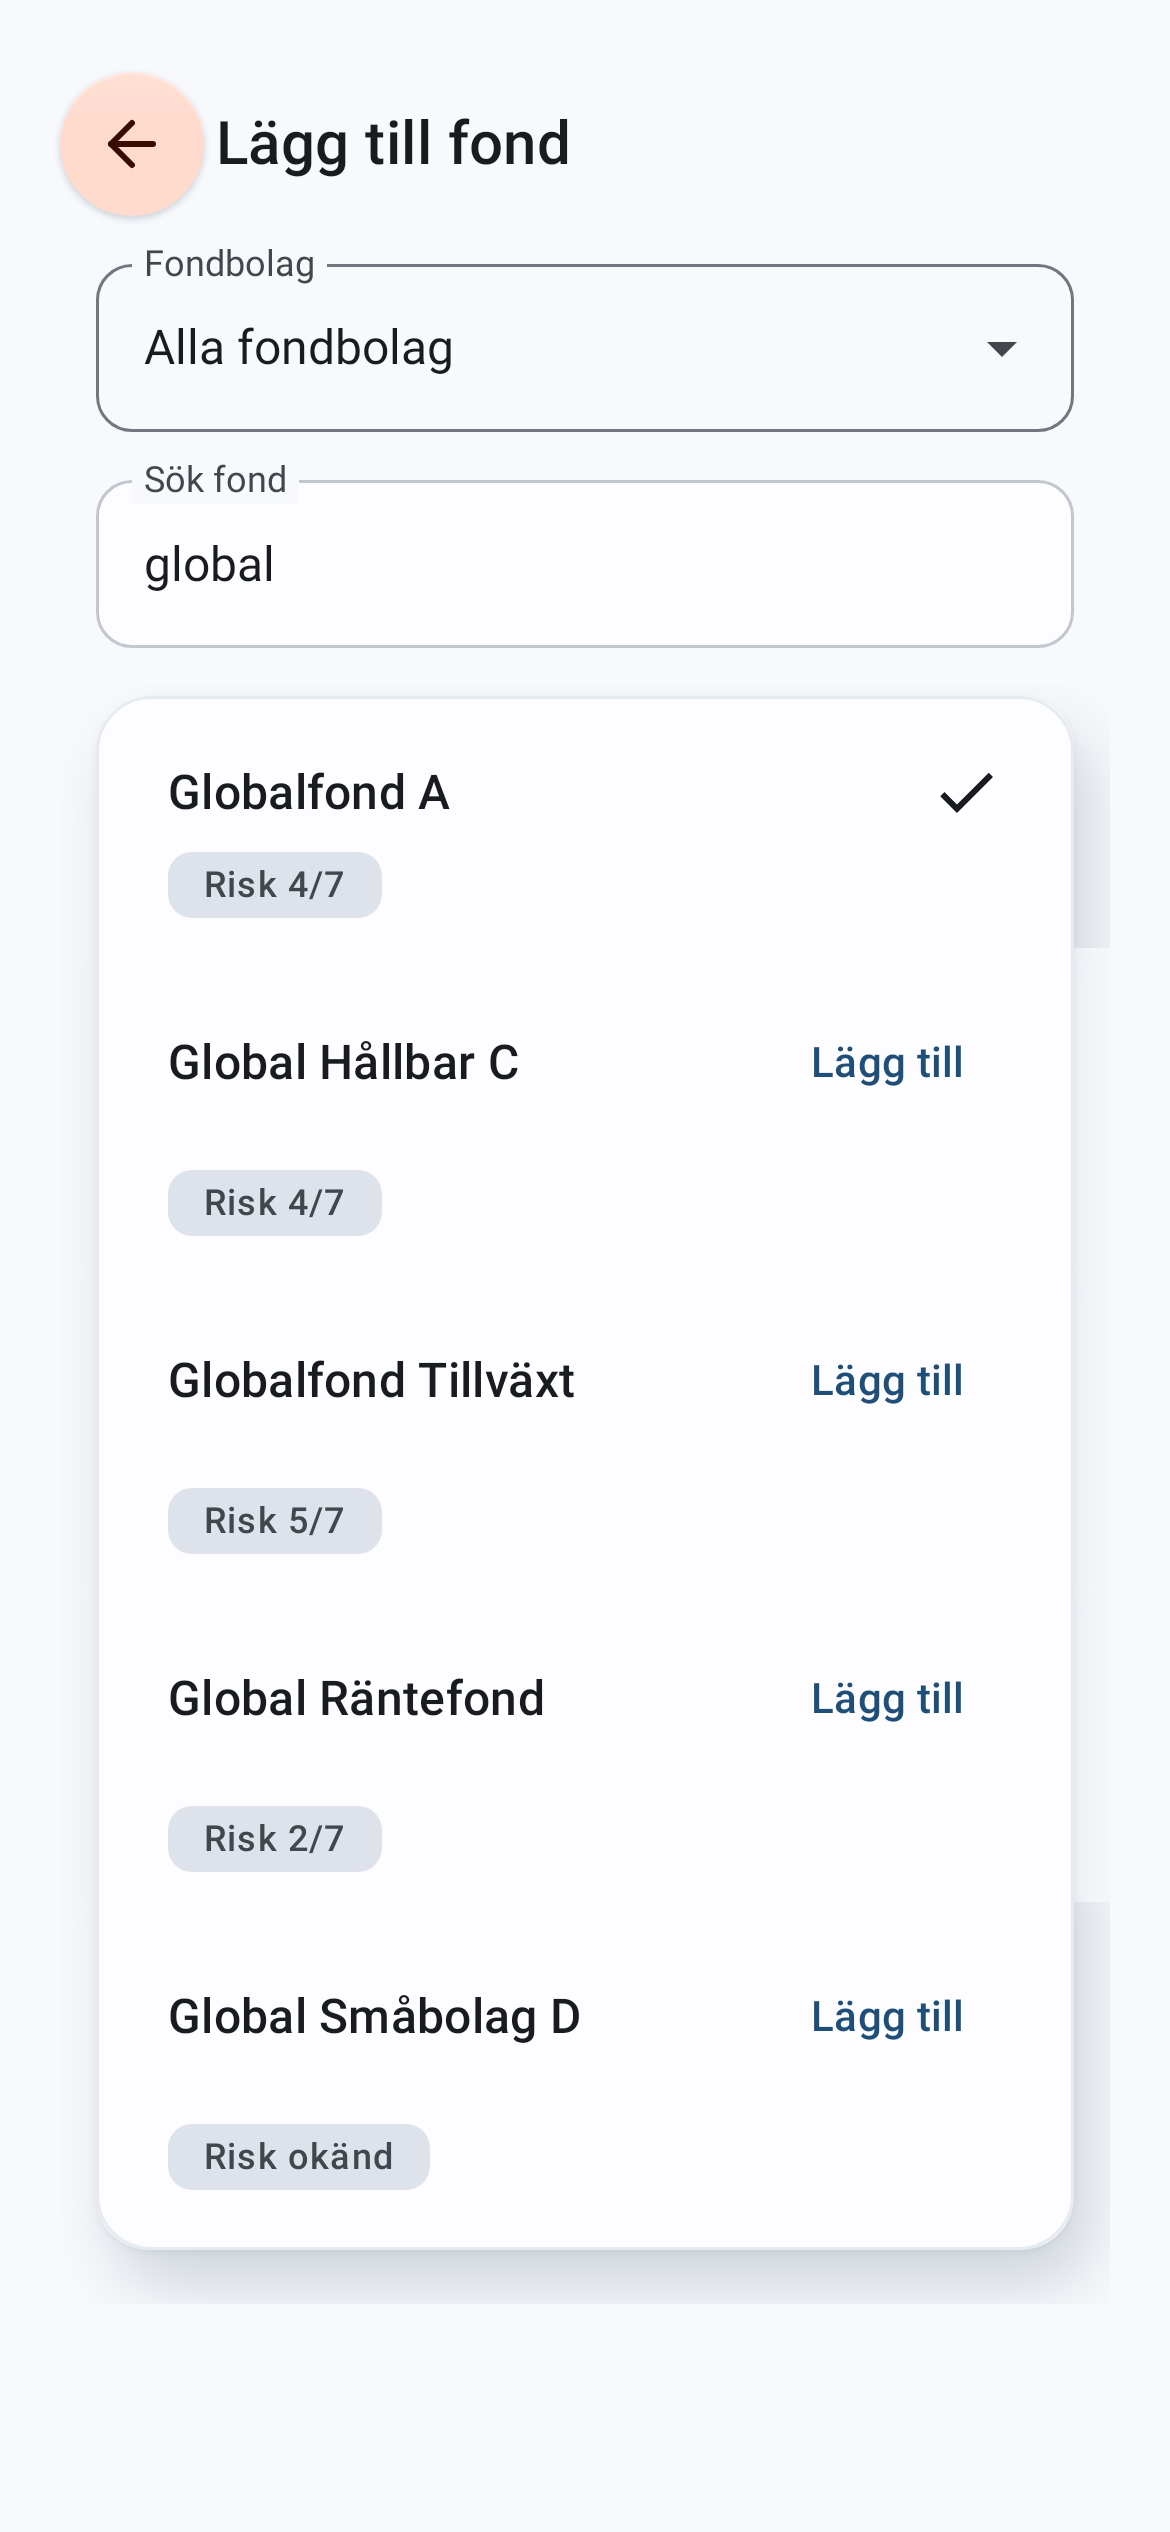 Lägg till fond
Fondbolag
Alla fondbolag
Sök fond
global
Globalfond A
Risk 4/7
Global Hållbar C
Lägg till
Risk 4/7
Globalfond Tillväxt
Lägg till
Risk 5/7
Global Räntefond
Lägg till
Risk 2/7
Global Småbolag D
Lägg till
Risk okänd